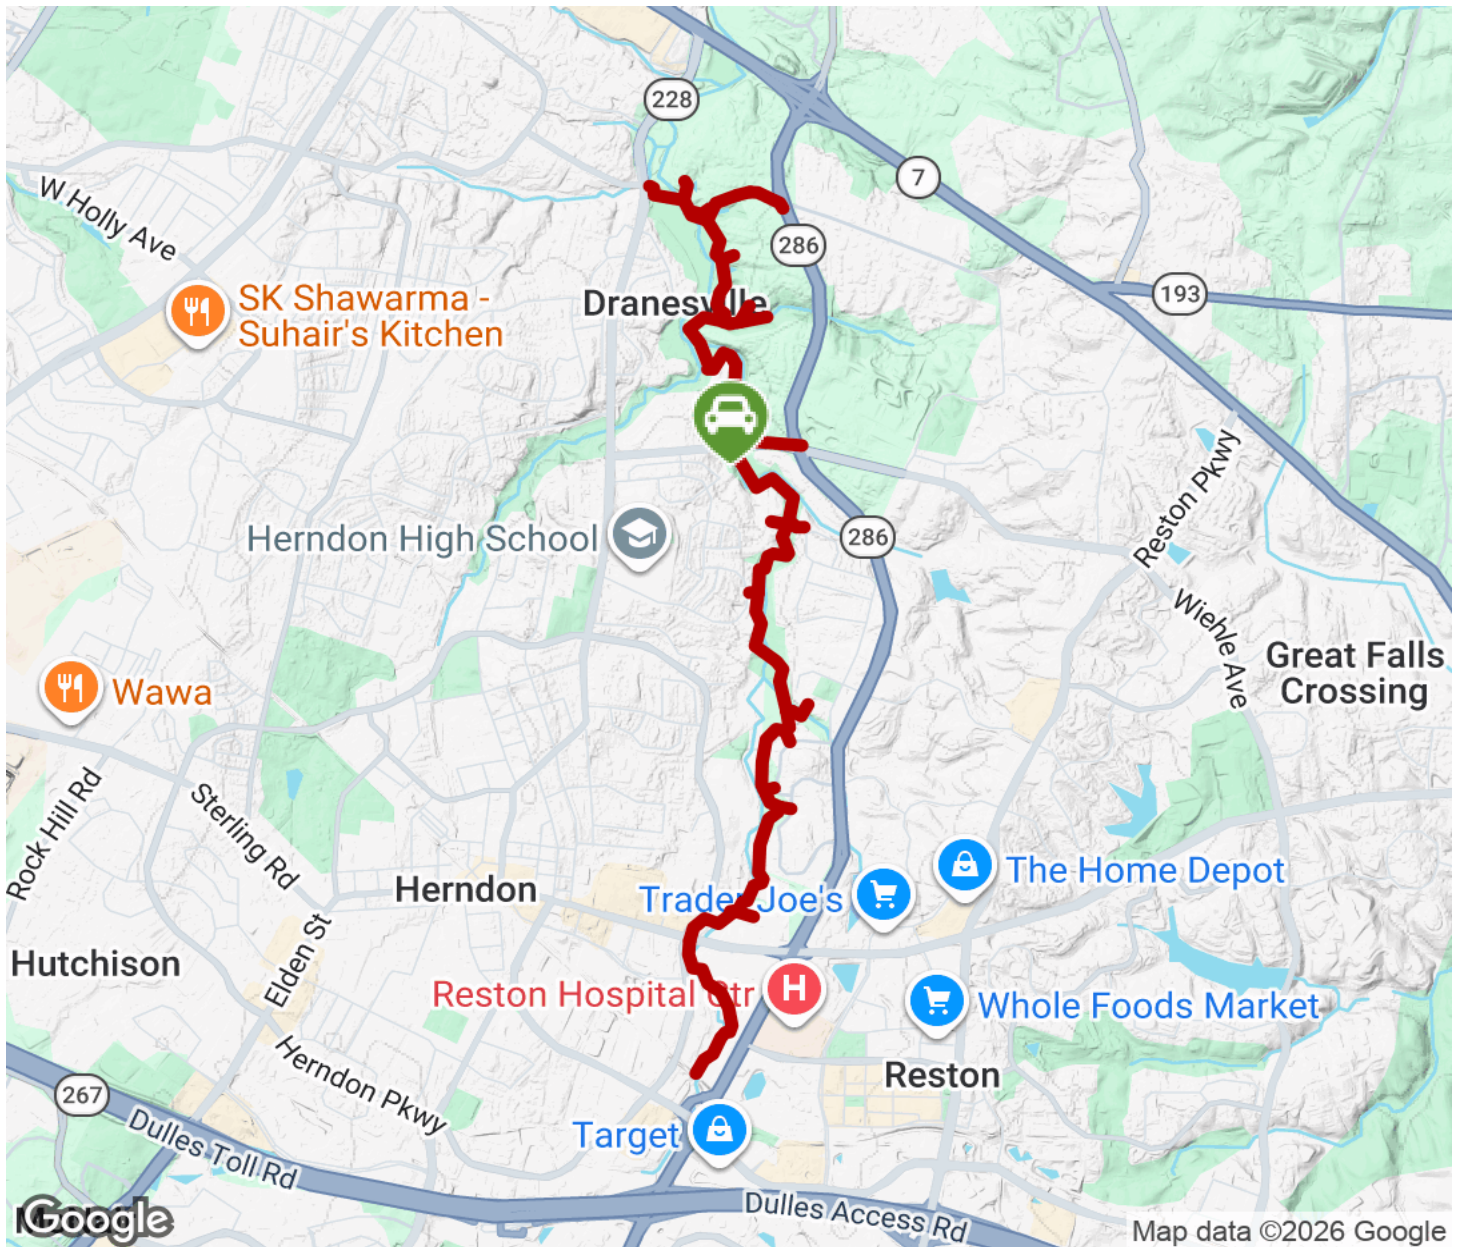 228
7
W Holly Ave
286
193
SK Shawarma -
Suhair's Kitchen
Dranesville
Reston Pkwy
Herndon High School
286
Wiehle Ave
Great Falls
Crossing
Wawa
Rock Hill Rd
Sterling Rd
The Home Depot
Herndon
Trader Joe's
Elden St
Hutchison
Reston Hospital Ctr
H
Whole Foods Market
Herndon Pkwy
Reston
267
Dulles Toll Rd
Target
Dulles Access Rd
Google
Map data ©2026 Google